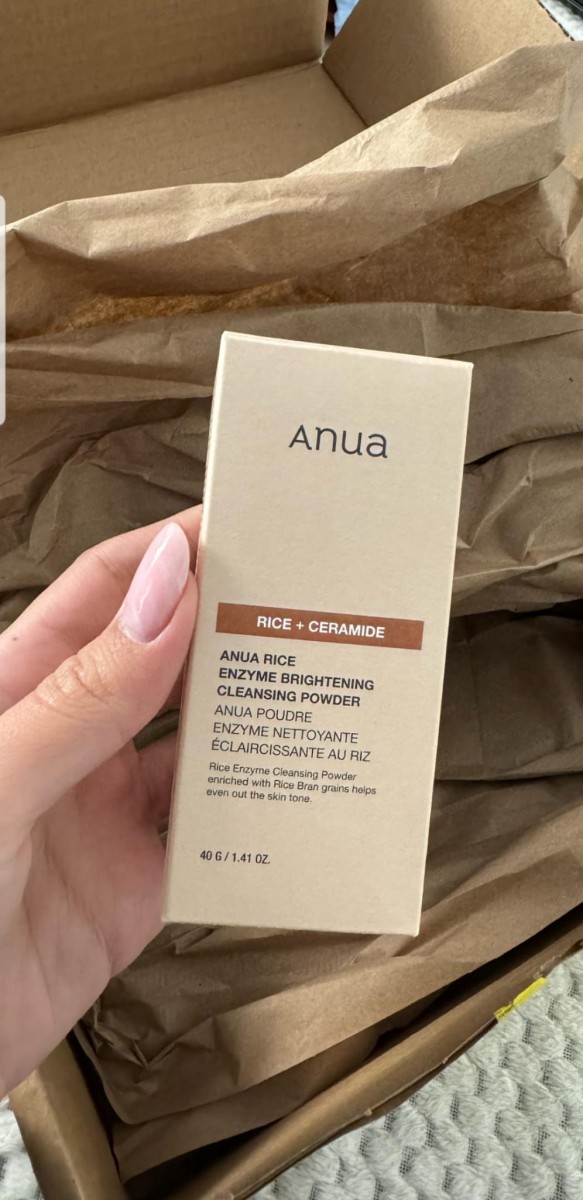 Anua
RICE + CERAMIDE
ANUA RICE
ENZYME BRIGHTENING
CLEANSING POWDER
ANUA POUDRE
ENZYME NETTOYANTE
ÉCLAIRCISSANTE AU RIZ
Rice Enzyme Cleansing Powder
enriched with Rice Bran grains helps
even out the skin tone.
40 G / 1.41 OZ.